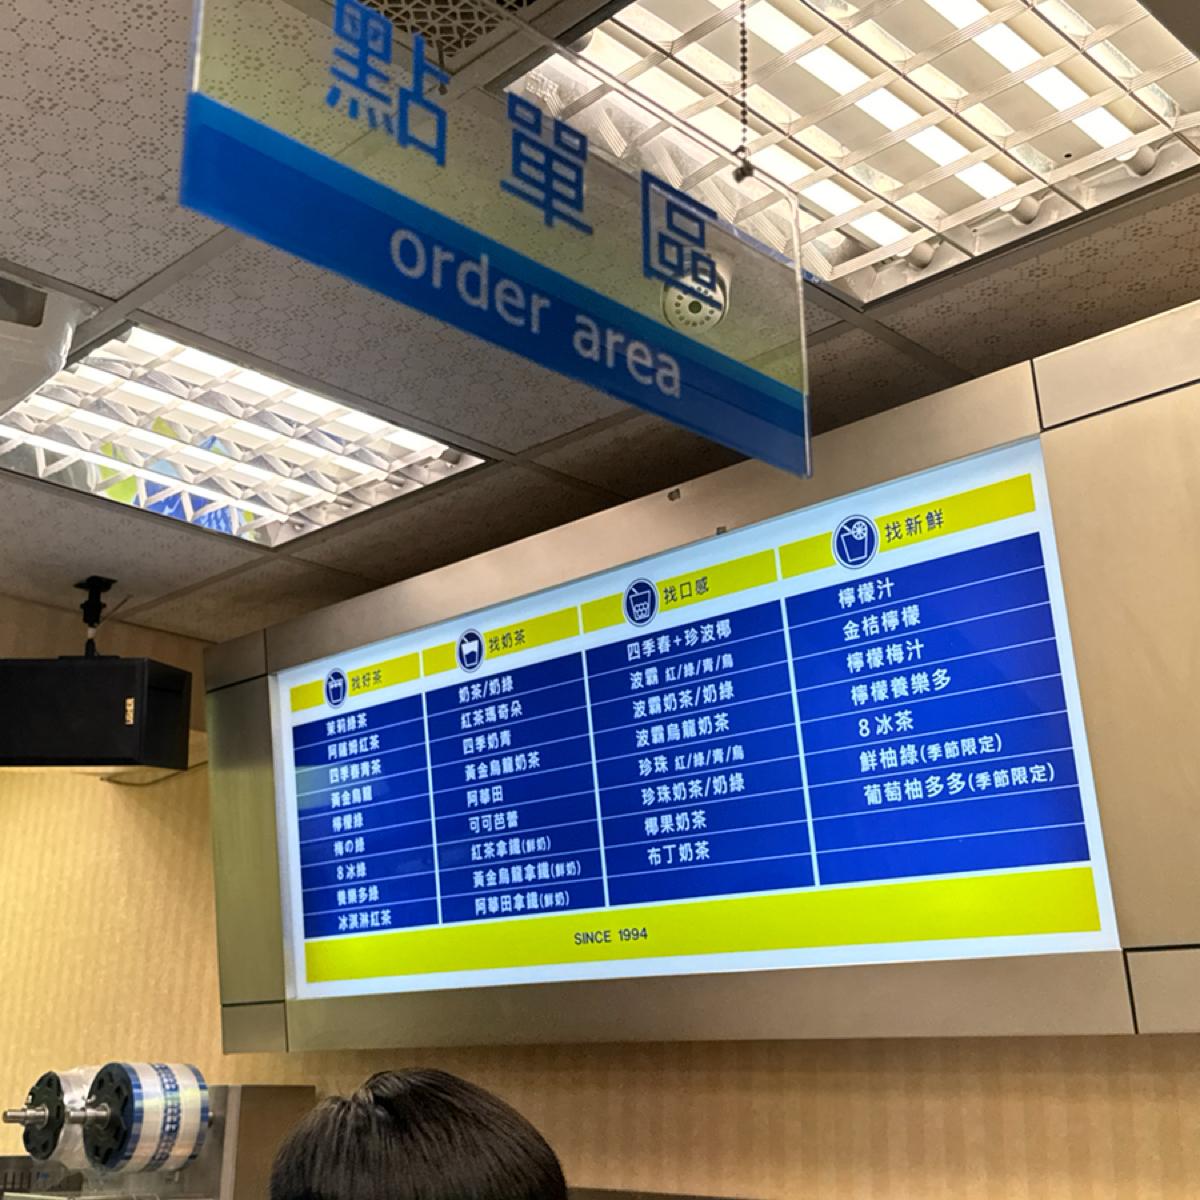 點單區
order area
找好茶
茉莉綠茶
阿薩姆紅茶
四季春青茶
黃金烏龍
檸檬綠
梅の綠
8冰綠
養樂多綠
冰淇淋紅茶
找奶茶
奶茶/奶綠
紅茶瑪奇朵
四季奶青
黃金烏龍奶茶
阿華田
可可芭蕾
紅茶拿鐵(鮮奶)
黃金烏龍拿鐵(鮮奶)
阿華田拿鐵(鮮奶)
找口感
四季春+珍波椰
波霸 紅/綠/青/烏
波霸奶茶/奶綠
波霸烏龍奶茶
珍珠 紅/綠/青/烏
珍珠奶茶/奶綠
椰果奶茶
布丁奶茶
找新鮮
檸檬汁
金桔檸檬
檸檬梅汁
檸檬養樂多
8冰茶
鮮柚綠(季節限定)
葡萄柚多多(季節限定)
SINCE 1994